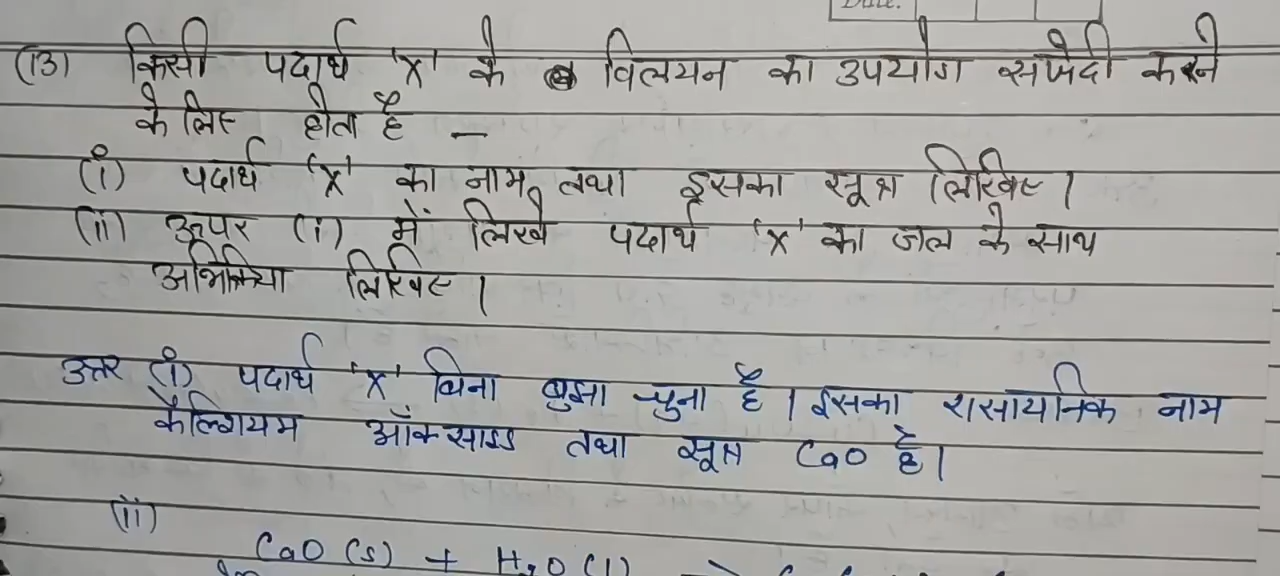 Date.
(13) किसी पदार्थ 'X' के विलयन का उपयोग सफेदी करने
के लिए होता है –
(i) पदार्थ 'X' का नाम तथा इसका सूत्र लिखिए।
(ii) ऊपर (i) में लिखे पदार्थ 'X' का जल के साथ
अभिक्रिया लिखिए।
उत्तर (i) पदार्थ 'X' बिना बुझा चुना है। इसका रासायनिक नाम
कैल्शियम ऑक्साइड तथा सूत्र CaO है।
(ii)
CaO (s) + H₂O (l) →